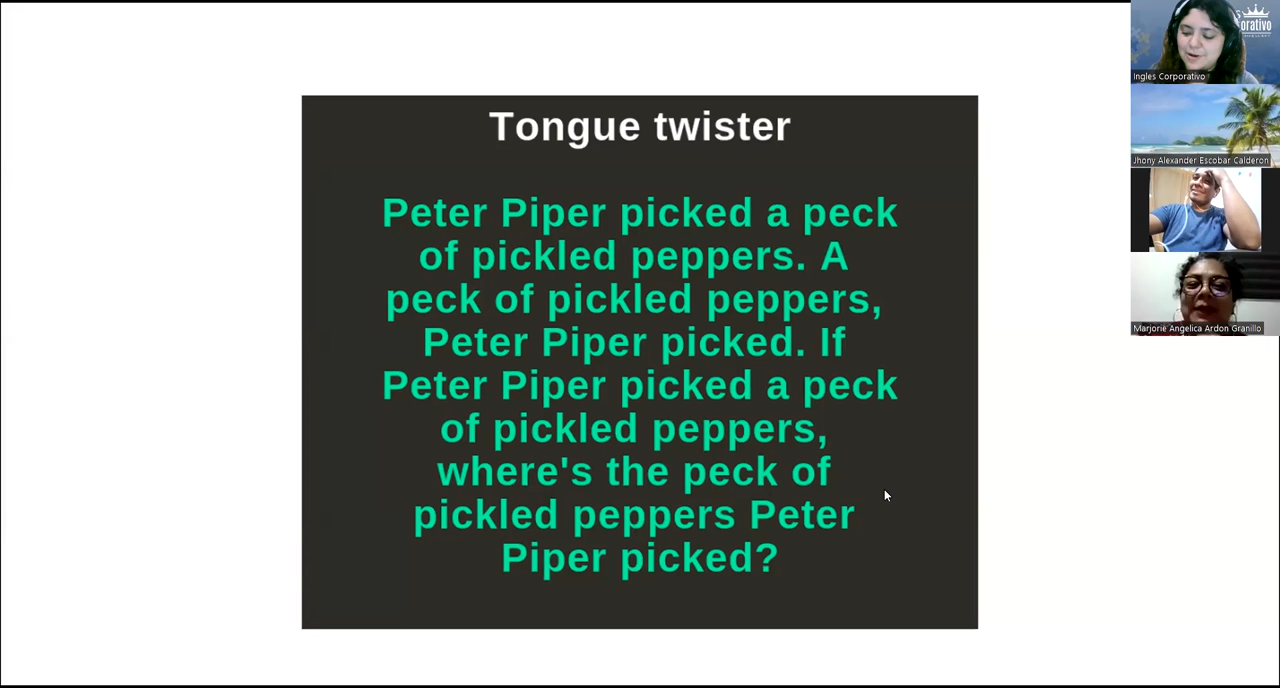 Tongue twister
Peter Piper picked a peck
of pickled peppers. A
peck of pickled peppers,
Peter Piper picked. If
Peter Piper picked a peck
of pickled peppers,
where's the peck of
pickled peppers Peter
Piper picked?
orativo
Ingles Corporativo
Jhony Alexander Escobar Calderon
Marjorie Angelica Ardon Granillo